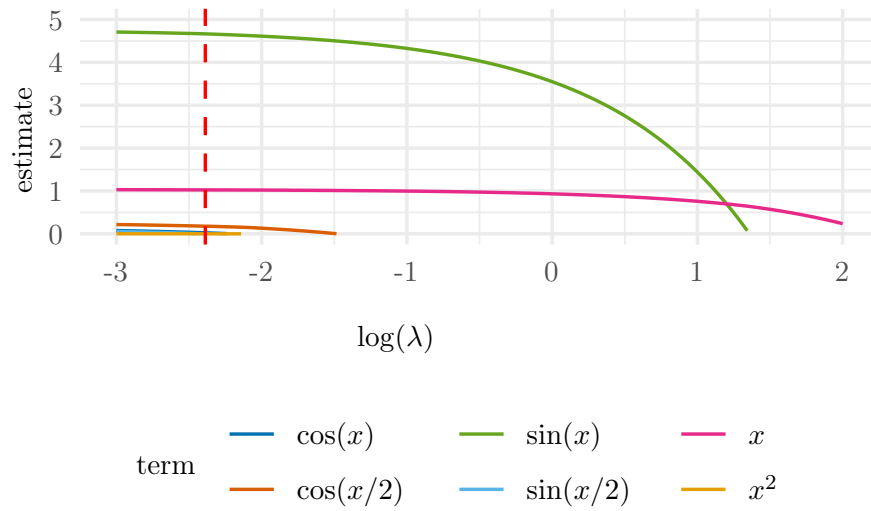 5
4
3
2
1
0
estimate
-3 -2 -1 0 1 2
log(λ)
term
cos(x) sin(x) x
cos(x/2) sin(x/2) x²